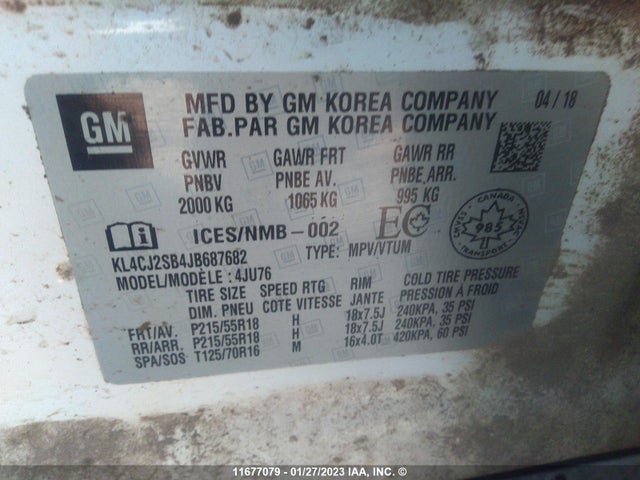 GM
MFD BY GM KOREA COMPANY 04 / 18
FAB.PAR GM KOREA COMPANY
GVWR GAWR FRT GAWR RR
PNBV PNBE AV. PNBE ARR.
2000 KG 1065 KG 995 KG
ICES/NMB-002 EC
CANADA
985
TRANSPORT
KL4CJ2SB4JB687682 TYPE: MPV/VTUM
MODEL/MODÈLE: 4JU76
TIRE SIZE SPEED RTG RIM COLD TIRE PRESSURE
DIM. PNEU COTE VITESSE JANTE PRESSION À FROID
FRT/AV. P215/55R18 H 18x7.5J 240KPA, 35 PSI
RR/ARR. P215/55R18 H 18x7.5J 240KPA, 35 PSI
SPA/SOS T125/70R16 M 16x4.0T 420KPA, 60 PSI
11677079 - 01/27/2023 IAA, INC. ©